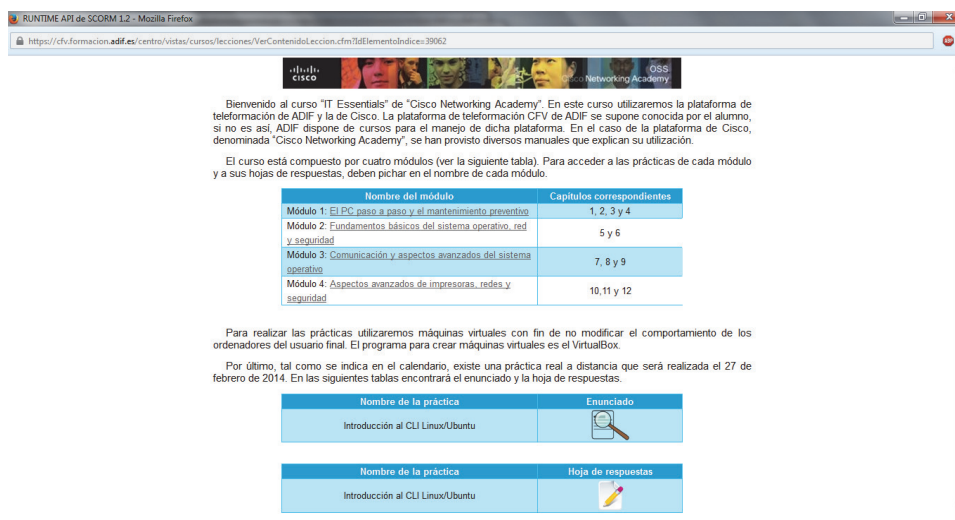 RUNTIME API de SCORM 1.2 - Mozilla Firefox
https://cfv.formacion.adif.es/centro/vistas/cursos/lecciones/VerContenidoLeccion.cfm?IdElementoIndice=39062
CISCO
OSS
Cisco Networking Academy
Bienvenido al curso "IT Essentials" de "Cisco Networking Academy". En este curso utilizaremos la plataforma de
teleformación de ADIF y la de Cisco. La plataforma de teleformación CFV de ADIF se supone conocida por el alumno,
si no es así, ADIF dispone de cursos para el manejo de dicha plataforma. En el caso de la plataforma de Cisco,
denominada "Cisco Networking Academy", se han provisto diversos manuales que explican su utilización.
El curso está compuesto por cuatro módulos (ver la siguiente tabla). Para acceder a las prácticas de cada módulo
y a sus hojas de respuestas, deben pichar en el nombre de cada módulo.
Nombre del módulo Capítulos correspondientes
Módulo 1: El PC paso a paso y el mantenimiento preventivo 1, 2, 3 y 4
Módulo 2: Fundamentos básicos del sistema operativo, red
y seguridad 5 y 6
Módulo 3: Comunicación y aspectos avanzados del sistema
operativo 7, 8 y 9
Módulo 4: Aspectos avanzados de impresoras, redes y
seguridad 10,11 y 12
Para realizar las prácticas utilizaremos máquinas virtuales con fin de no modificar el comportamiento de los
ordenadores del usuario final. El programa para crear máquinas virtuales es el VirtualBox.
Por último, tal como se indica en el calendario, existe una práctica real a distancia que será realizada el 27 de
febrero de 2014. En las siguientes tablas encontrará el enunciado y la hoja de respuestas.
Nombre de la práctica Enunciado
Introducción al CLI Linux/Ubuntu
Nombre de la práctica Hoja de respuestas
Introducción al CLI Linux/Ubuntu